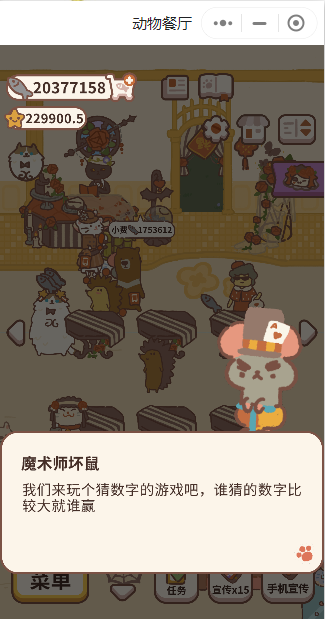 动物餐厅
20377158
229900.5
小费 1753612
A
魔术师坏鼠
我们来玩个猜数字的游戏吧，谁猜的数字比
较大就谁赢
菜单
任务
宣传x15
手机宣传